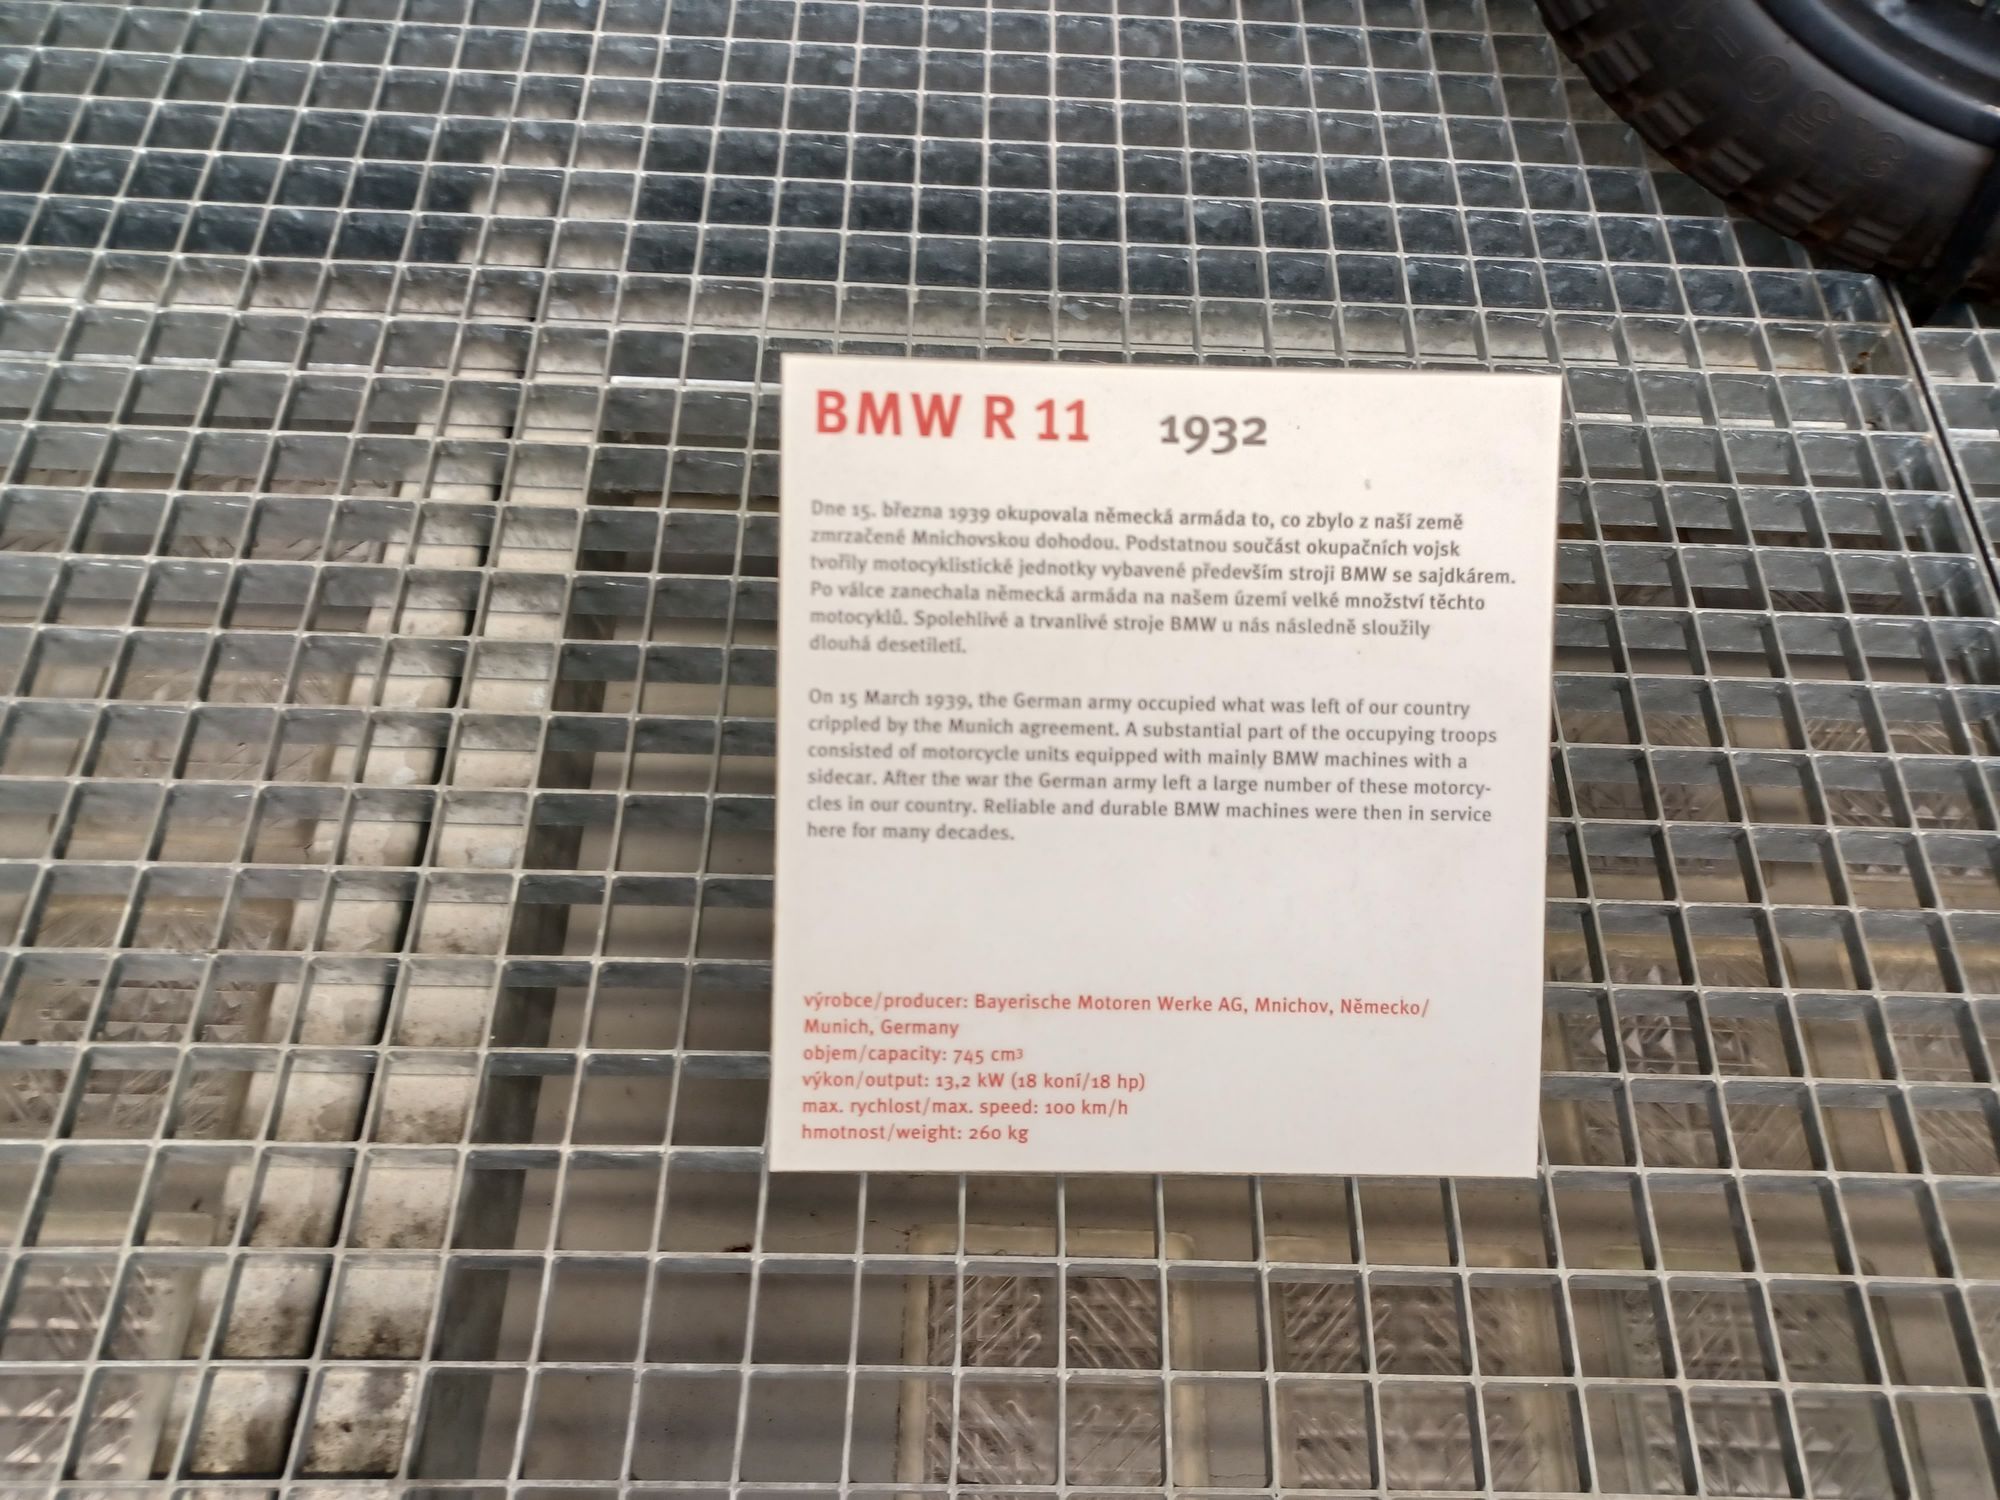 BMW R 11 1932
Dne 15. března 1939 okupovala německá armáda to, co zbylo z naší země
zmrzačené Mnichovskou dohodou. Podstatnou součást okupačních vojsk
tvořily motocyklistické jednotky vybavené především stroji BMW se sajdkárem.
Po válce zanechala německá armáda na našem území velké množství těchto
motocyklů. Spolehlivé a trvanlivé stroje BMW u nás následně sloužily
dlouhá desetiletí.
On 15 March 1939, the German army occupied what was left of our country
crippled by the Munich agreement. A substantial part of the occupying troops
consisted of motorcycle units equipped with mainly BMW machines with a
sidecar. After the war the German army left a large number of these motorcy-
cles in our country. Reliable and durable BMW machines were then in service
here for many decades.
výrobce/producer: Bayerische Motoren Werke AG, Mnichov, Německo/
Munich, Germany
objem/capacity: 745 cm³
výkon/output: 13,2 kW (18 koní/18 hp)
max. rychlost/max. speed: 100 km/h
hmotnost/weight: 260 kg